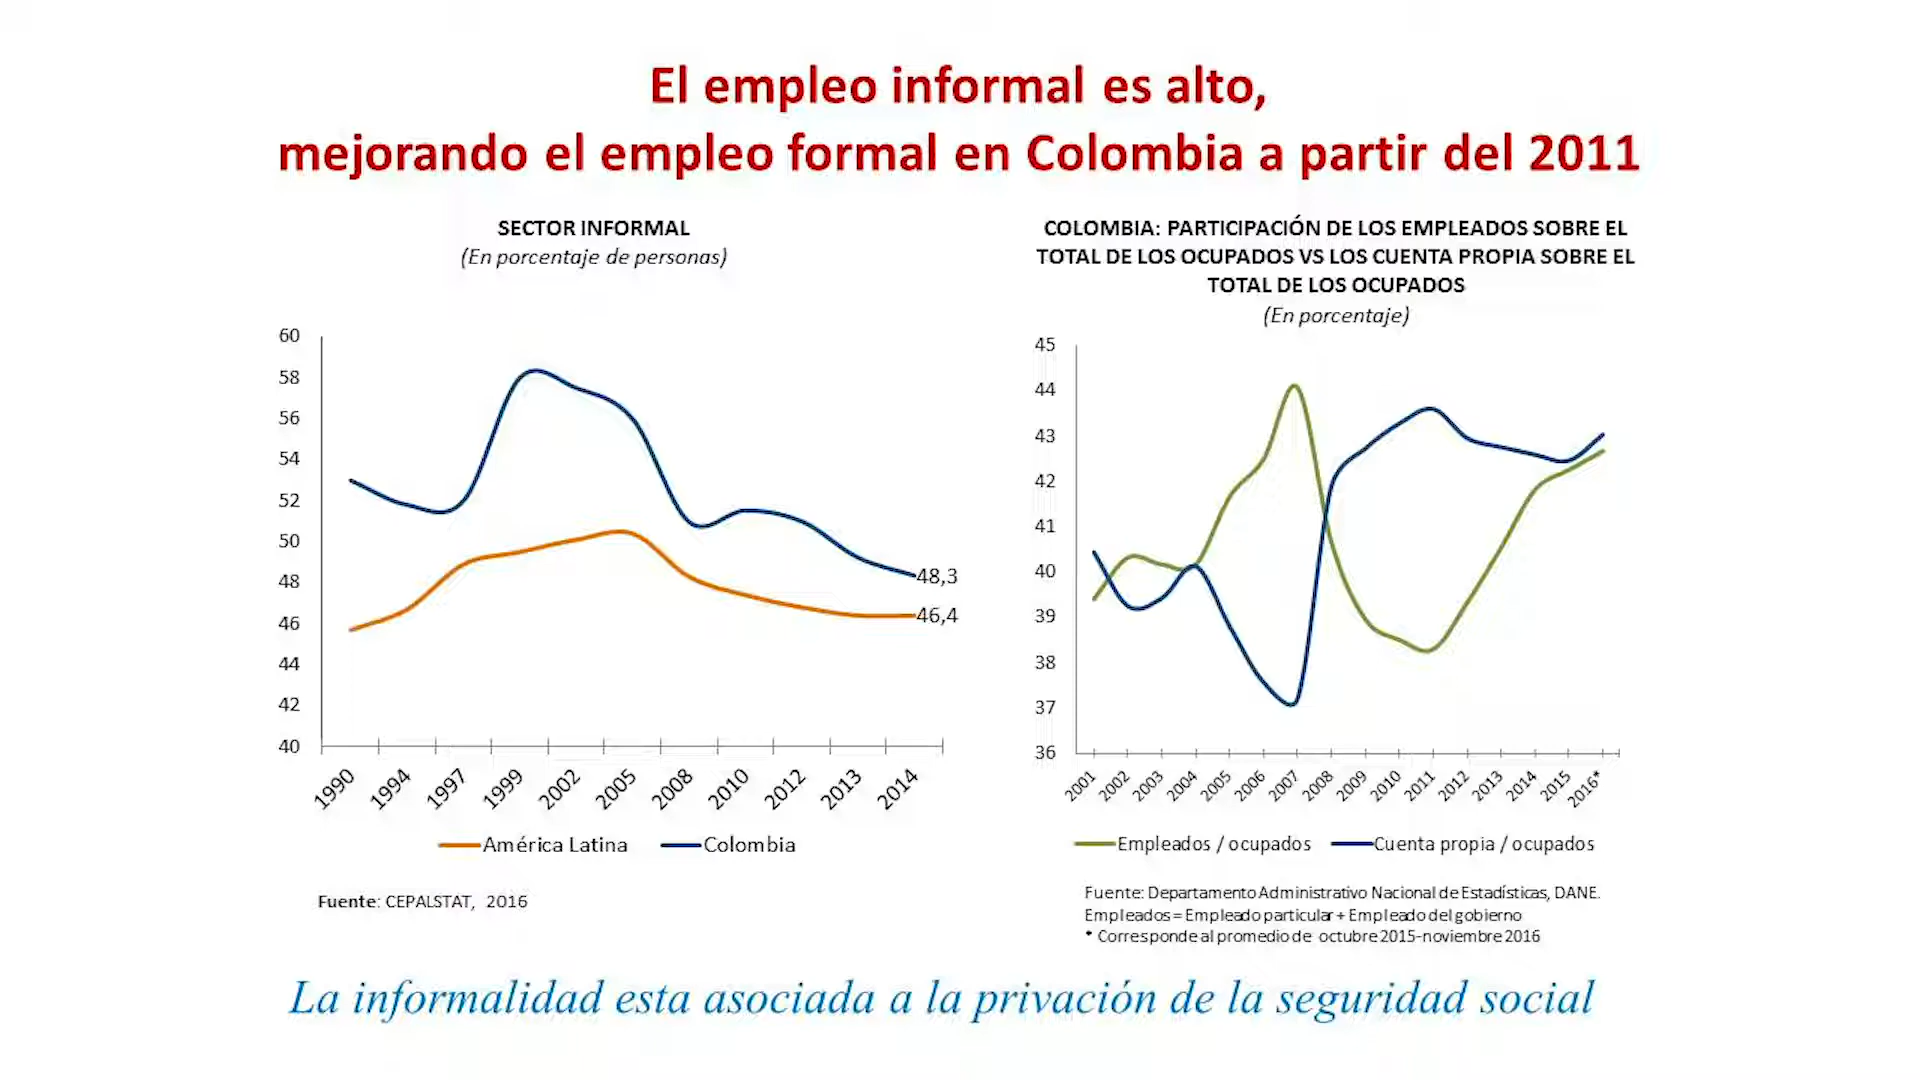 El empleo informal es alto,
mejorando el empleo formal en Colombia a partir del 2011
SECTOR INFORMAL
(En porcentaje de personas)
60
58
56
54
52
50
48
46
44
42
40
48,3
46,4
1990
1994
1997
1999
2002
2005
2008
2010
2012
2013
2014
América Latina
Colombia
Fuente: CEPALSTAT, 2016
COLOMBIA: PARTICIPACIÓN DE LOS EMPLEADOS SOBRE EL
TOTAL DE LOS OCUPADOS VS LOS CUENTA PROPIA SOBRE EL
TOTAL DE LOS OCUPADOS
(En porcentaje)
45
44
43
42
41
40
39
38
37
36
2001
2002
2003
2004
2005
2006
2007
2008
2009
2010
2011
2012
2013
2014
2015
2016*
Empleados / ocupados
Cuenta propia / ocupados
Fuente: Departamento Administrativo Nacional de Estadísticas, DANE.
Empleados = Empleado particular + Empleado del gobierno
* Corresponde al promedio de octubre 2015-noviembre 2016
La informalidad esta asociada a la privación de la seguridad social